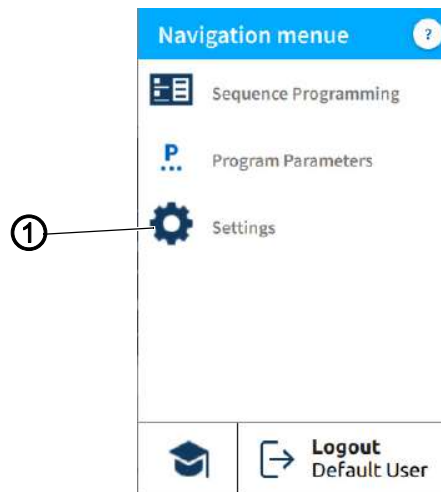 Navigation menue ?
Sequence Programming
P
Program Parameters
1
Settings
Logout
Default User